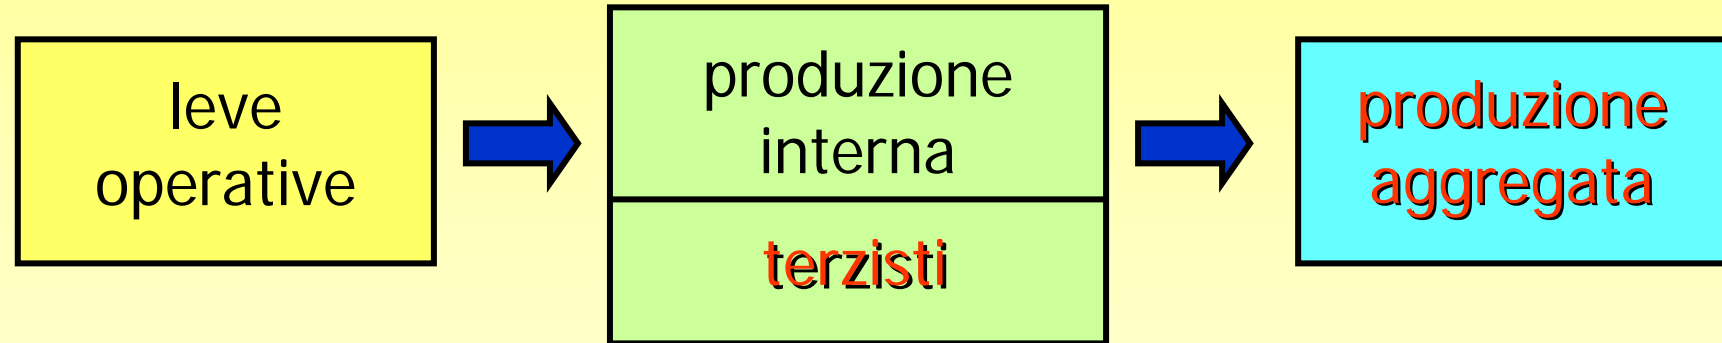 leve
operative
produzione
interna
terzisti
produzione
aggregata